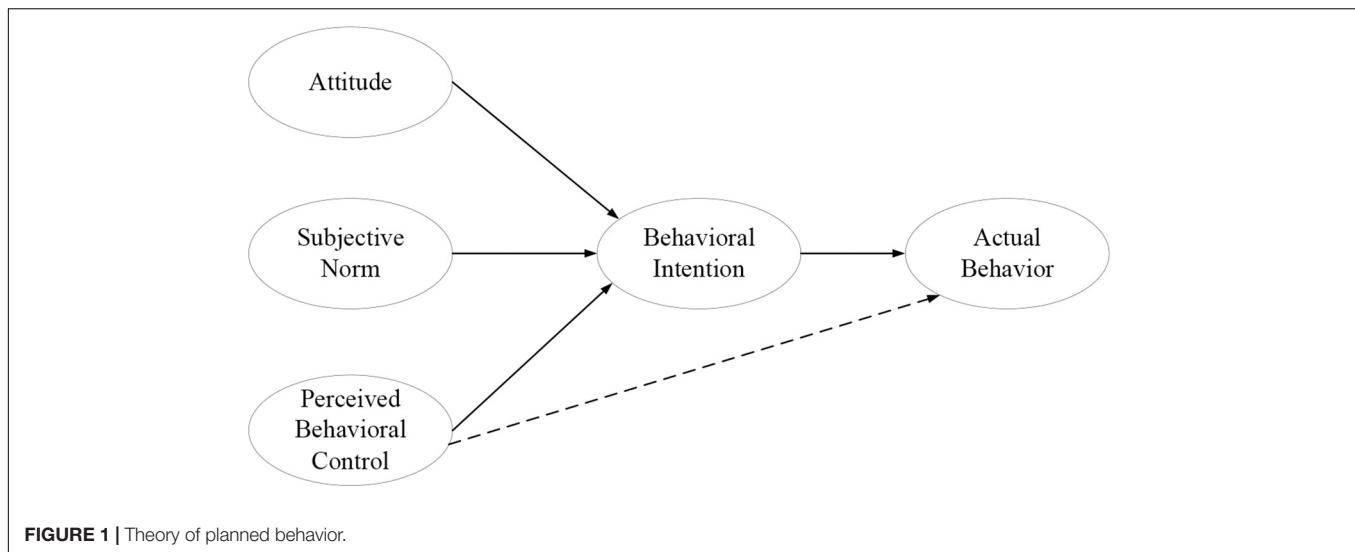 Attitude
Subjective
Norm
Behavioral
Intention
Actual
Behavior
Perceived
Behavioral
Control
FIGURE 1 | Theory of planned behavior.